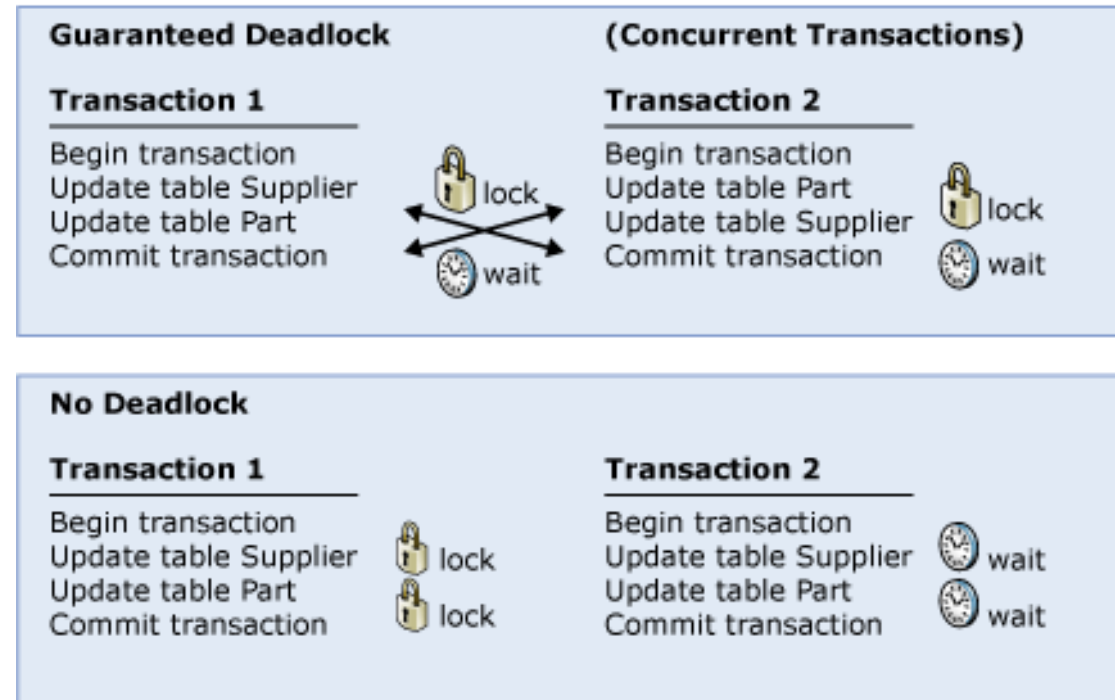 Guaranteed Deadlock (Concurrent Transactions)
Transaction 1
Begin transaction
Update table Supplier
Update table Part
Commit transaction
lock
wait
Transaction 2
Begin transaction
Update table Part
Update table Supplier
Commit transaction
lock
wait
No Deadlock
Transaction 1
Begin transaction
Update table Supplier
Update table Part
Commit transaction
lock
lock
Transaction 2
Begin transaction
Update table Supplier
Update table Part
Commit transaction
wait
wait